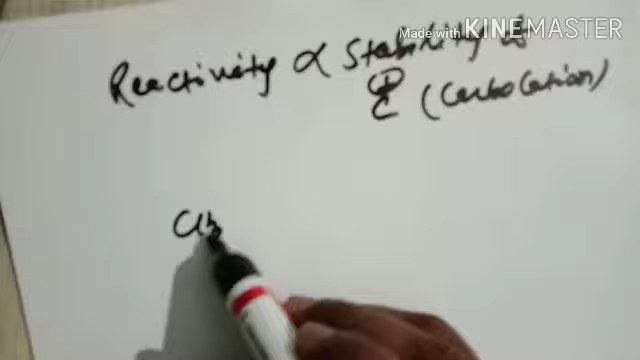 Made with KINEMASTER
Reactivity ∝ Stability of
C⊕ (Carbocation)
CH3